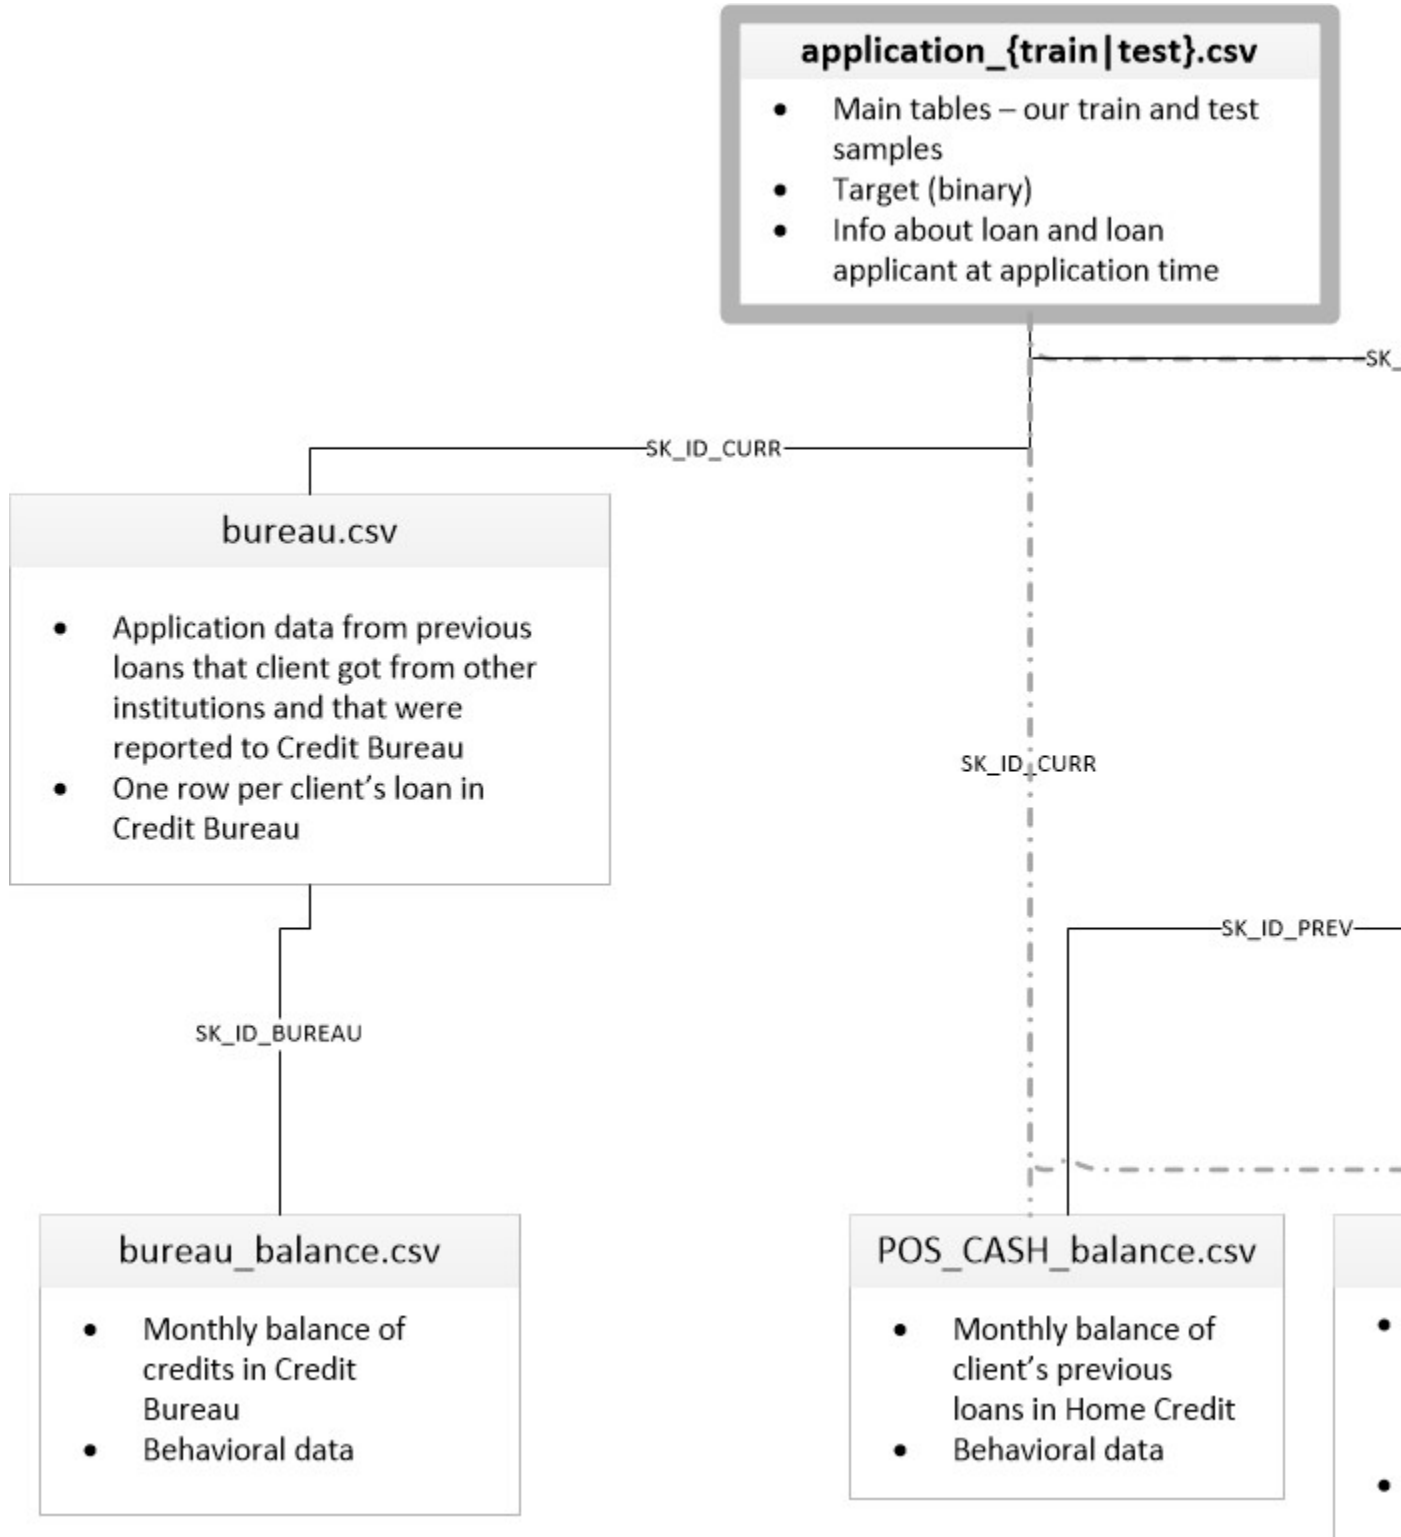 application_{train|test}.csv
• Main tables – our train and test
samples
• Target (binary)
• Info about loan and loan
applicant at application time
SK_
SK_ID_CURR
bureau.csv
• Application data from previous
loans that client got from other
institutions and that were
reported to Credit Bureau
• One row per client’s loan in
Credit Bureau
SK_ID_CURR
SK_ID_PREV
SK_ID_BUREAU
bureau_balance.csv
• Monthly balance of
credits in Credit
Bureau
• Behavioral data
POS_CASH_balance.csv
• Monthly balance of
client’s previous
loans in Home Credit
• Behavioral data
•
•